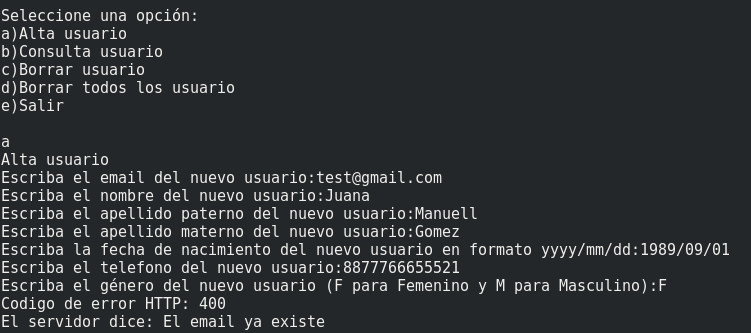 Seleccione una opción:
a)Alta usuario
b)Consulta usuario
c)Borrar usuario
d)Borrar todos los usuario
e)Salir
a
Alta usuario
Escriba el email del nuevo usuario:test@gmail.com
Escriba el nombre del nuevo usuario:Juana
Escriba el apellido paterno del nuevo usuario:Manuell
Escriba el apellido materno del nuevo usuario:Gomez
Escriba la fecha de nacimiento del nuevo usuario en formato yyyy/mm/dd:1989/09/01
Escriba el telefono del nuevo usuario:8877766655521
Escriba el género del nuevo usuario (F para Femenino y M para Masculino):F
Codigo de error HTTP: 400
El servidor dice: El email ya existe